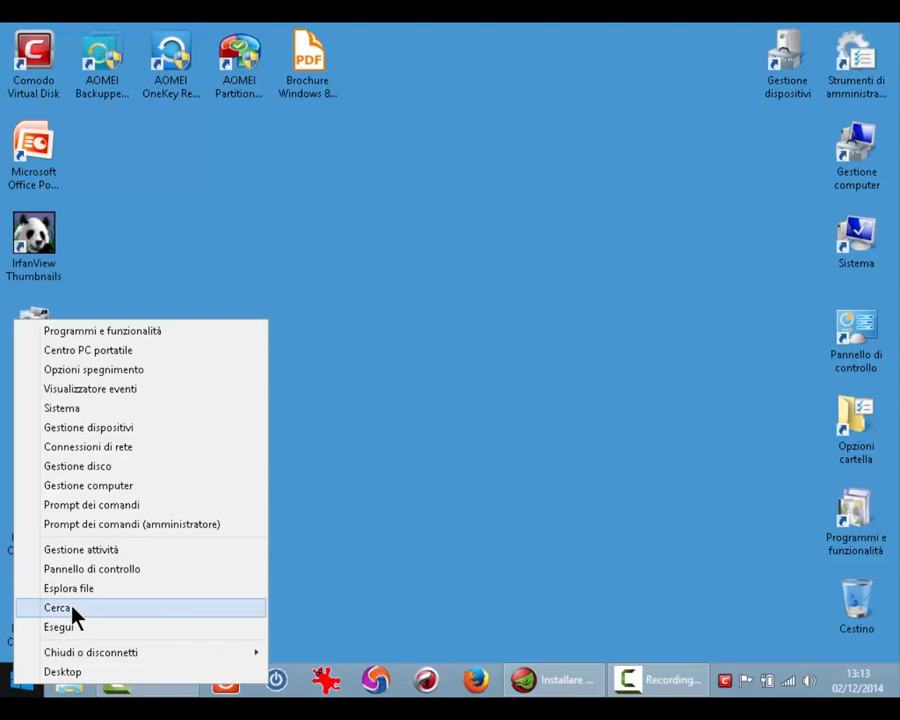 Comodo
Virtual Disk
AOMEI
Backuppe...
AOMEI
OneKey Re...
AOMEI
Partition...
PDF
Brochure
Windows 8...
Gestione
dispositivi
Strumenti di
amministra...
Microsoft
Office Po...
Gestione
computer
IrfanView
Thumbnails
Sistema
Pannello di
controllo
Opzioni
cartella
Programmi e
funzionalità
Cestino
Programmi e funzionalità
Centro PC portatile
Opzioni spegnimento
Visualizzatore eventi
Sistema
Gestione dispositivi
Connessioni di rete
Gestione disco
Gestione computer
Prompt dei comandi
Prompt dei comandi (amministratore)
Gestione attività
Pannello di controllo
Esplora file
Cerca
Esegui
Chiudi o disconnetti
Desktop
Installare ...
Recording...
13:13
02/12/2014